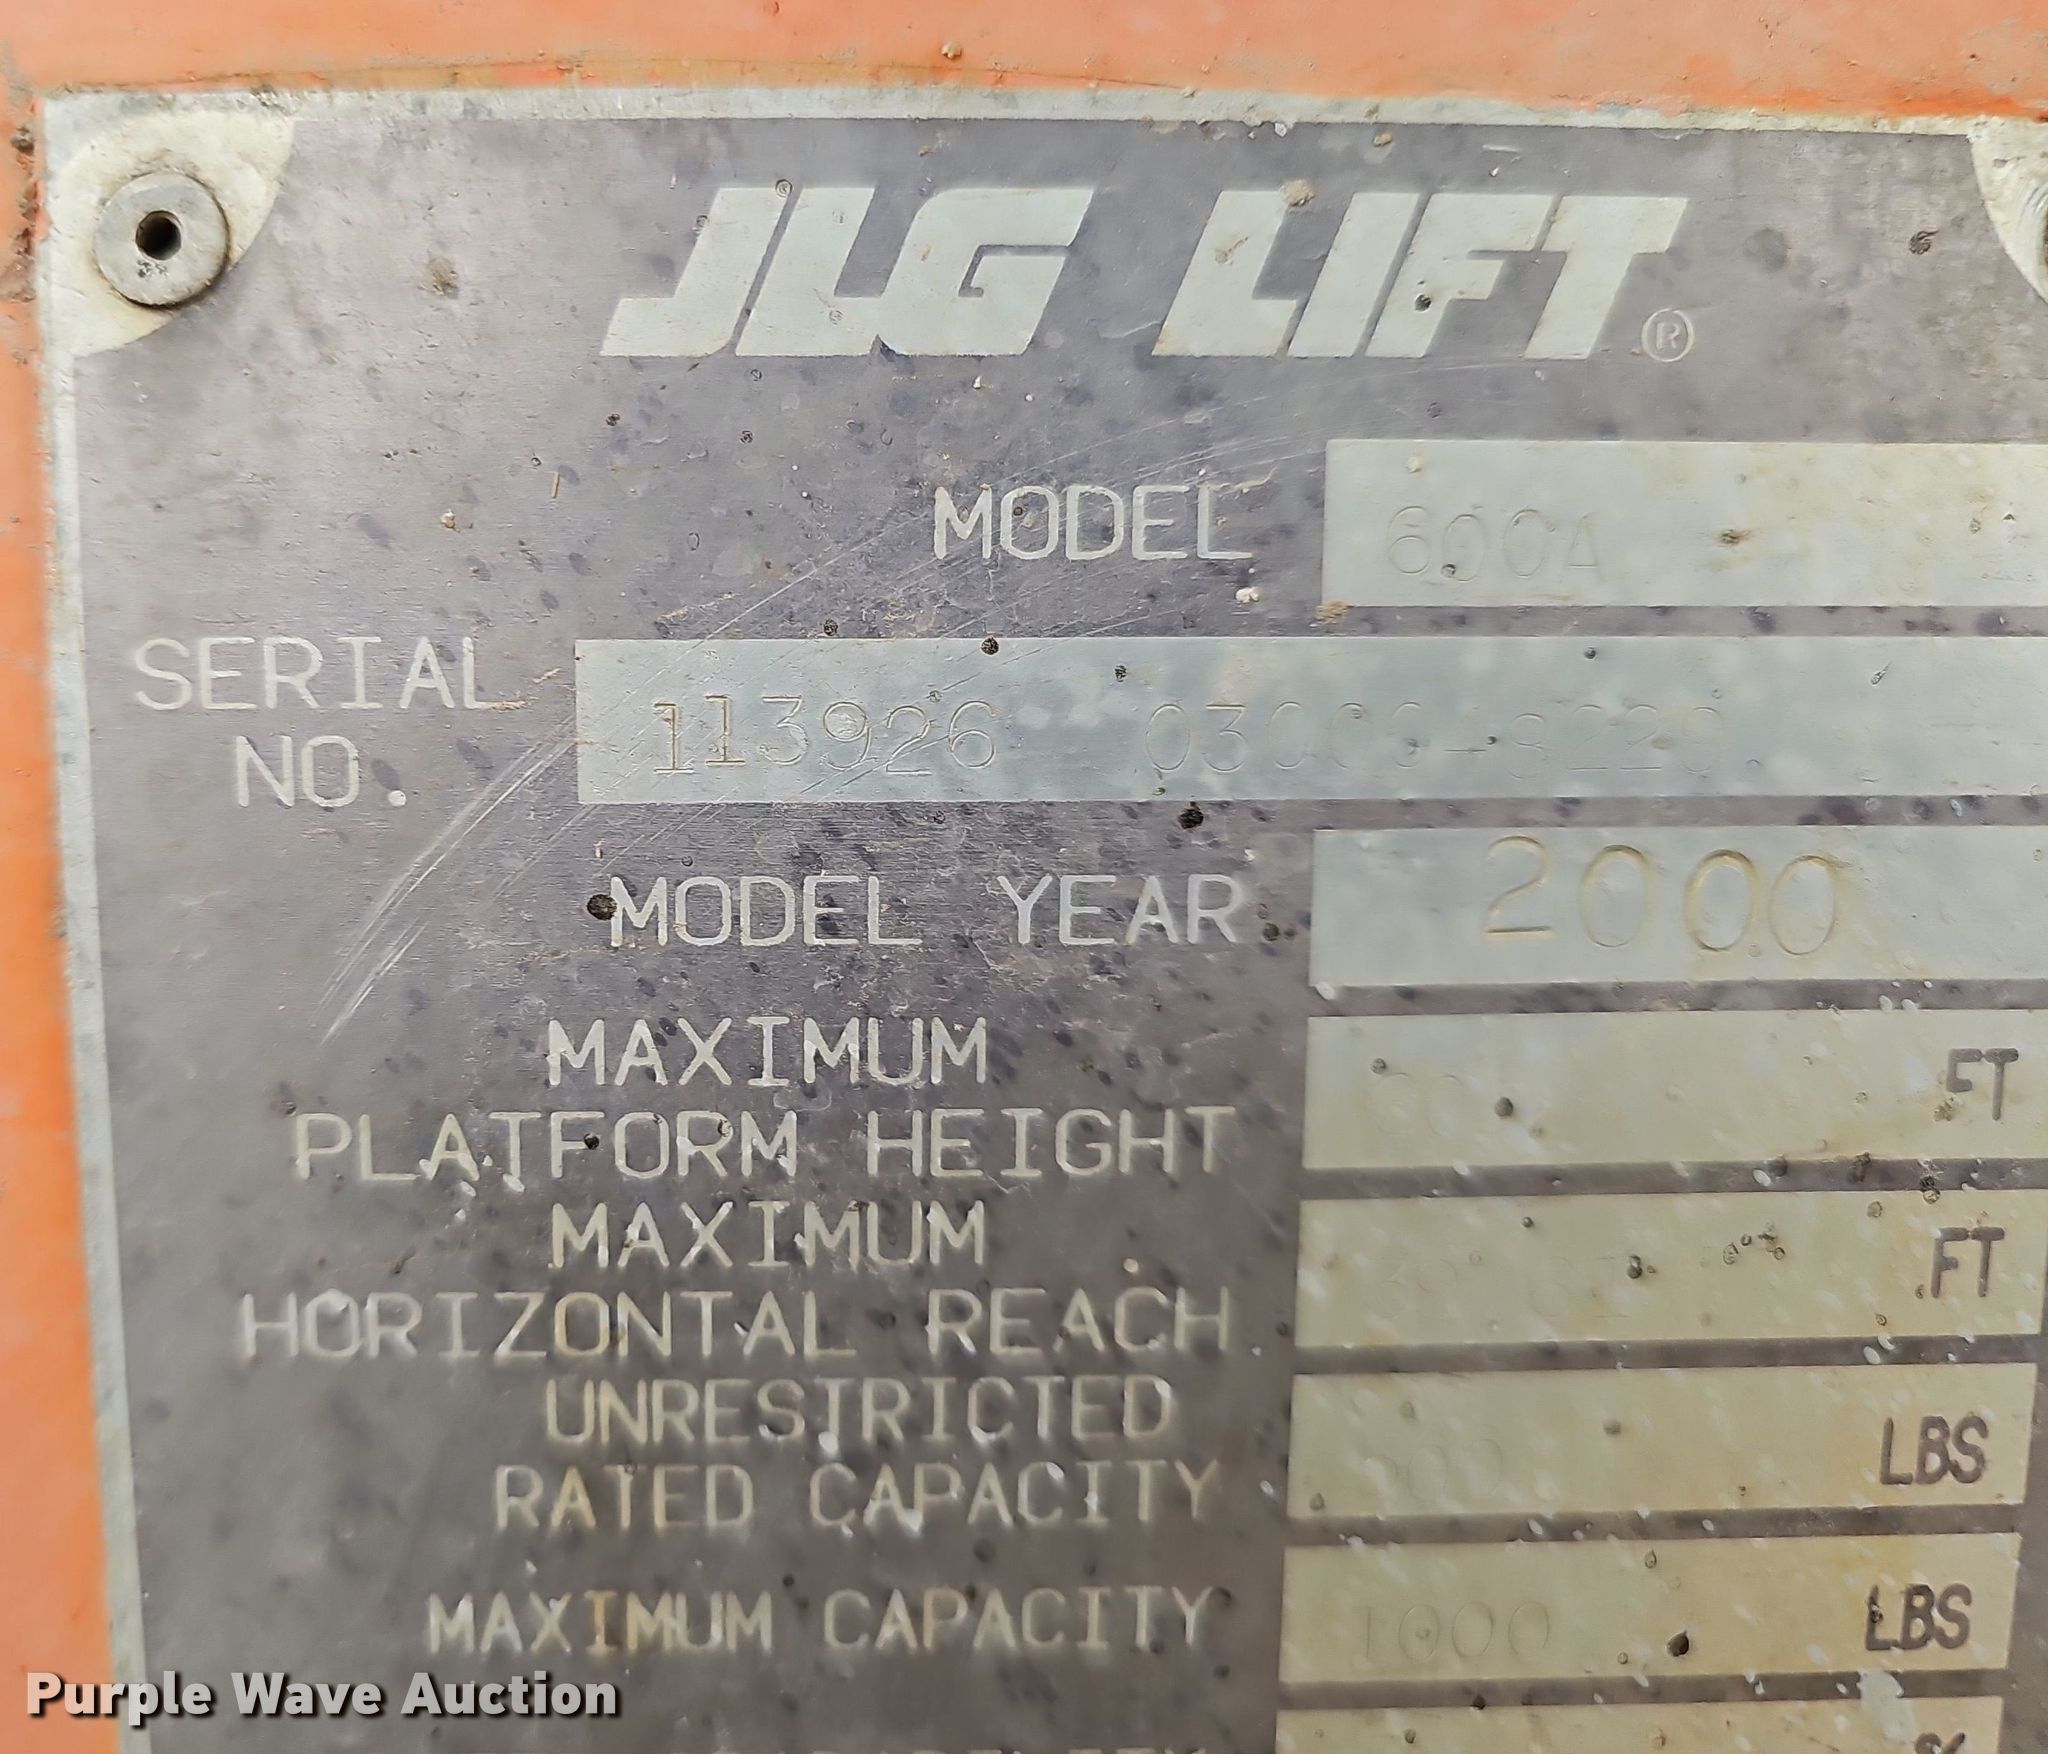 JLG LIFT®
MODEL 600A
SERIAL NO. 113926
MODEL YEAR 2000
MAXIMUM
PLATFORM HEIGHT FT
MAXIMUM
HORIZONTAL REACH FT
UNRESTRICTED
RATED CAPACITY LBS
MAXIMUM CAPACITY 1000 LBS
Purple Wave Auction